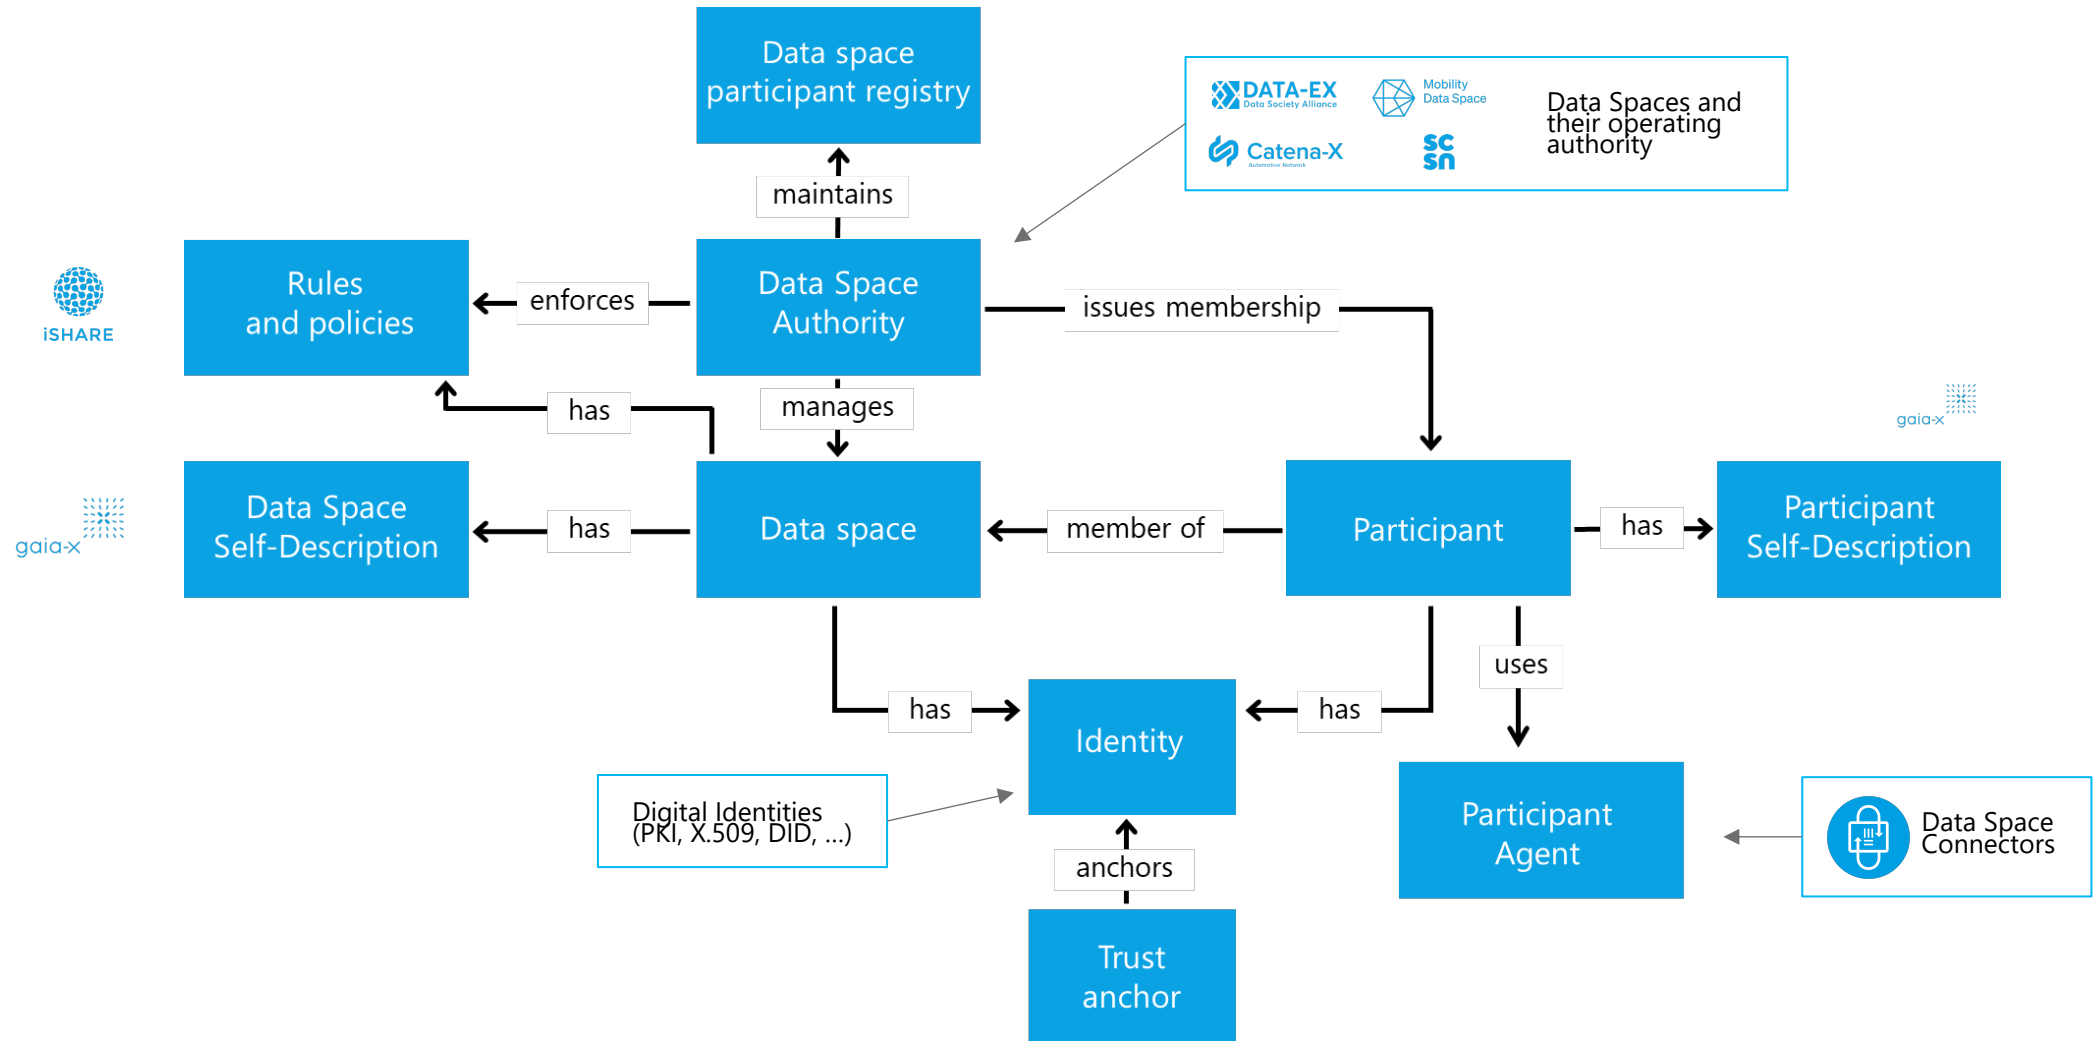 Data space
participant registry
DATA-EX
Data Society Alliance
Mobility
Data Space
Catena-X
Automotive Network
sc
sn
Data Spaces and
their operating
authority
maintains
iSHARE
Rules
and policies
enforces
Data Space
Authority
issues membership
has
manages
gaia-x
gaia-x
Data Space
Self-Description
has
Data space
member of
Participant
has
Participant
Self-Description
uses
has
has
Identity
Digital Identities
(PKI, X.509, DID, ...)
Participant
Agent
Data Space
Connectors
anchors
Trust
anchor